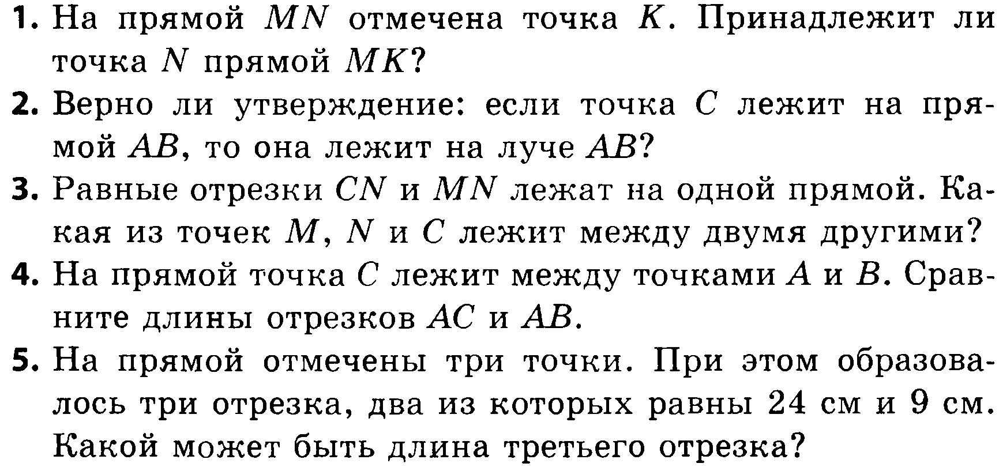 1. На прямой MN отмечена точка K. Принадлежит ли
точка N прямой MK?
2. Верно ли утверждение: если точка C лежит на пря-
мой AB, то она лежит на луче AB?
3. Равные отрезки CN и MN лежат на одной прямой. Ка-
кая из точек M, N и C лежит между двумя другими?
4. На прямой точка C лежит между точками A и B. Срав-
ните длины отрезков AC и AB.
5. На прямой отмечены три точки. При этом образова-
лось три отрезка, два из которых равны 24 см и 9 см.
Какой может быть длина третьего отрезка?